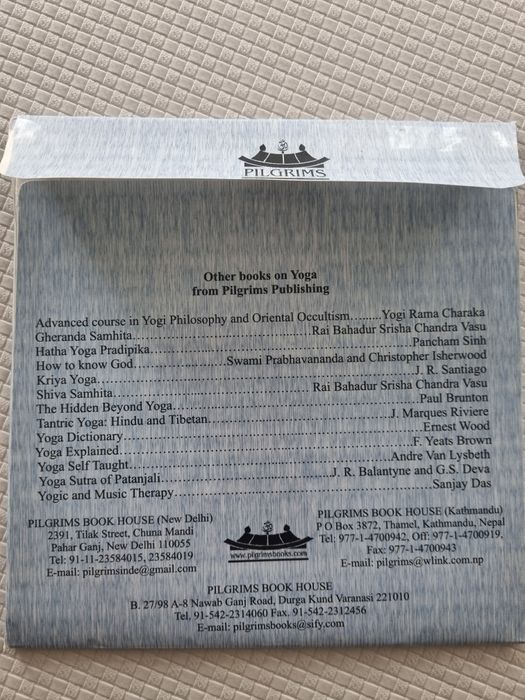 PILGRIMS
Other books on Yoga
from Pilgrims Publishing
Advanced course in Yogi Philosophy and Oriental Occultism.........Yogi Rama Charaka
Gheranda Samhita.......................................Rai Bahadur Srisha Chandra Vasu
Hatha Yoga Pradipika..........................................................Pancham Sinh
How to know God....................Swami Prabhavananda and Christopher Isherwood
Kriya Yoga......................................................................J. R. Santiago
Shiva Samhita...........................................Rai Bahadur Srisha Chandra Vasu
The Hidden Beyond Yoga.......................................................Paul Brunton
Tantric Yoga: Hindu and Tibetan........................................J. Marques Riviere
Yoga Dictionary..................................................................Ernest Wood
Yoga Explained.................................................................F. Yeats Brown
Yoga Self Taught.............................................................Andre Van Lysbeth
Yoga Sutra of Patanjali.....................................J. R. Balantyne and G.S. Deva
Yogic and Music Therapy........................................................Sanjay Das
PILGRIMS BOOK HOUSE (New Delhi)
2391, Tilak Street, Chuna Mandi
Pahar Ganj, New Delhi 110055
Tel: 91-11-23584015, 23584019
E-mail: pilgrimsinde@gmail.com
www.pilgrimsbooks.com
PILGRIMS BOOK HOUSE (Kathmandu)
P O Box 3872, Thamel, Kathmandu, Nepal
Tel: 977-1-4700942, Off: 977-1-4700919,
Fax: 977-1-4700943
E-mail: pilgrims@wlink.com.np
PILGRIMS BOOK HOUSE
B. 27/98 A-8 Nawab Ganj Road, Durga Kund Varanasi 221010
Tel. 91-542-2314060 Fax. 91-542-2312456
E-mail: pilgrimsbooks@sify.com